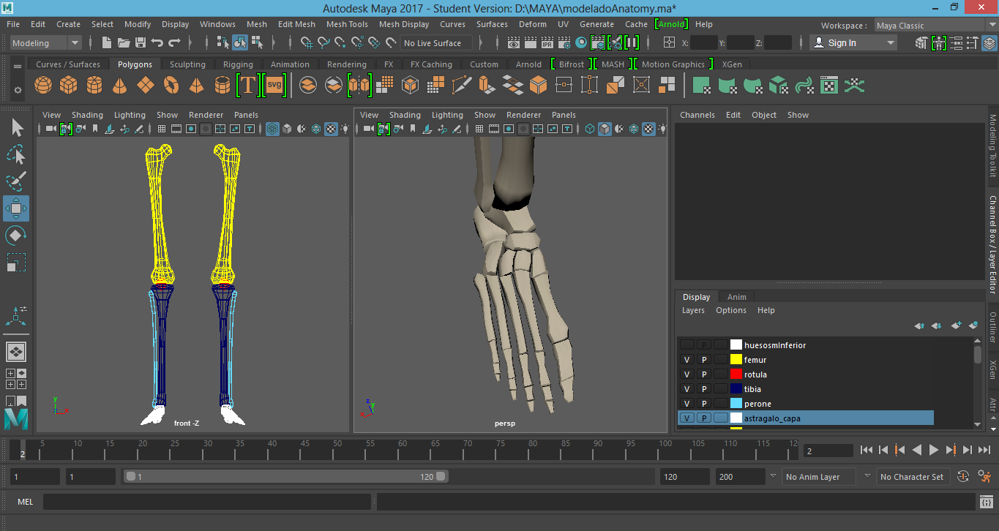 Autodesk Maya 2017 - Student Version: D:\MAYA\modeladoAnatomy.ma*
File Edit Create Select Modify Display Windows Mesh Edit Mesh Mesh Tools Mesh Display Curves Surfaces Deform UV Generate Cache [Arnold] Help Workspace : Maya Classic
Modeling No Live Surface X: Y: Z: Sign In
Curves / Surfaces Polygons Sculpting Rigging Animation Rendering FX FX Caching Custom Arnold [ Bifrost ] [ MASH ] [ Motion Graphics ] XGen
T svg
IPR
View Shading Lighting Show Renderer Panels
View Shading Lighting Show Renderer Panels
Channels Edit Object Show
Modeling Toolkit
Channel Box / Layer Editor
Outliner
XGen
Attr
front -Z
y
x
persp
z
y
x
Display Anim
Layers Options Help
P huesosmInferior
V P femur
V P rotula
V P tibia
V P perone
V P astragalo_capa
5 10 15 20 25 30 35 40 45 50 55 60 65 70 75 80 85 90 95 100 105 110 115 12
2 2
1 1 1 120 120 200 No Anim Layer No Character Set
MEL